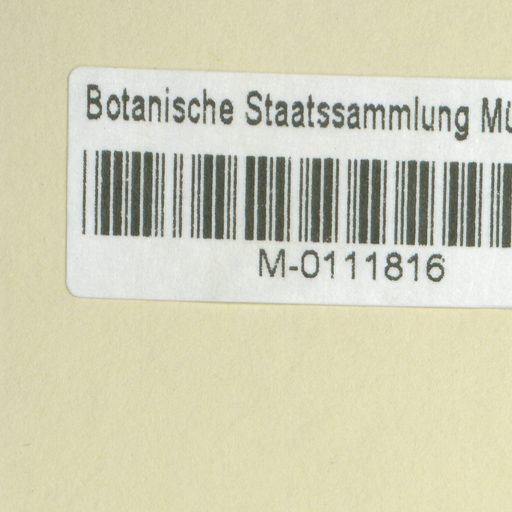 Botanische Staatssammlung Mü
M-0111816